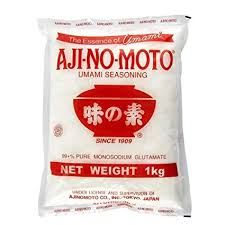 The Essence of Umami
AJI-NO-MOTO®
UMAMI SEASONING
味の素
SINCE 1909
99+% PURE MONOSODIUM GLUTAMATE
NET WEIGHT 1kg
UNDER LICENSE AND SUPERVISION OF
AJINOMOTO CO., INC. TOKYO, JAPAN